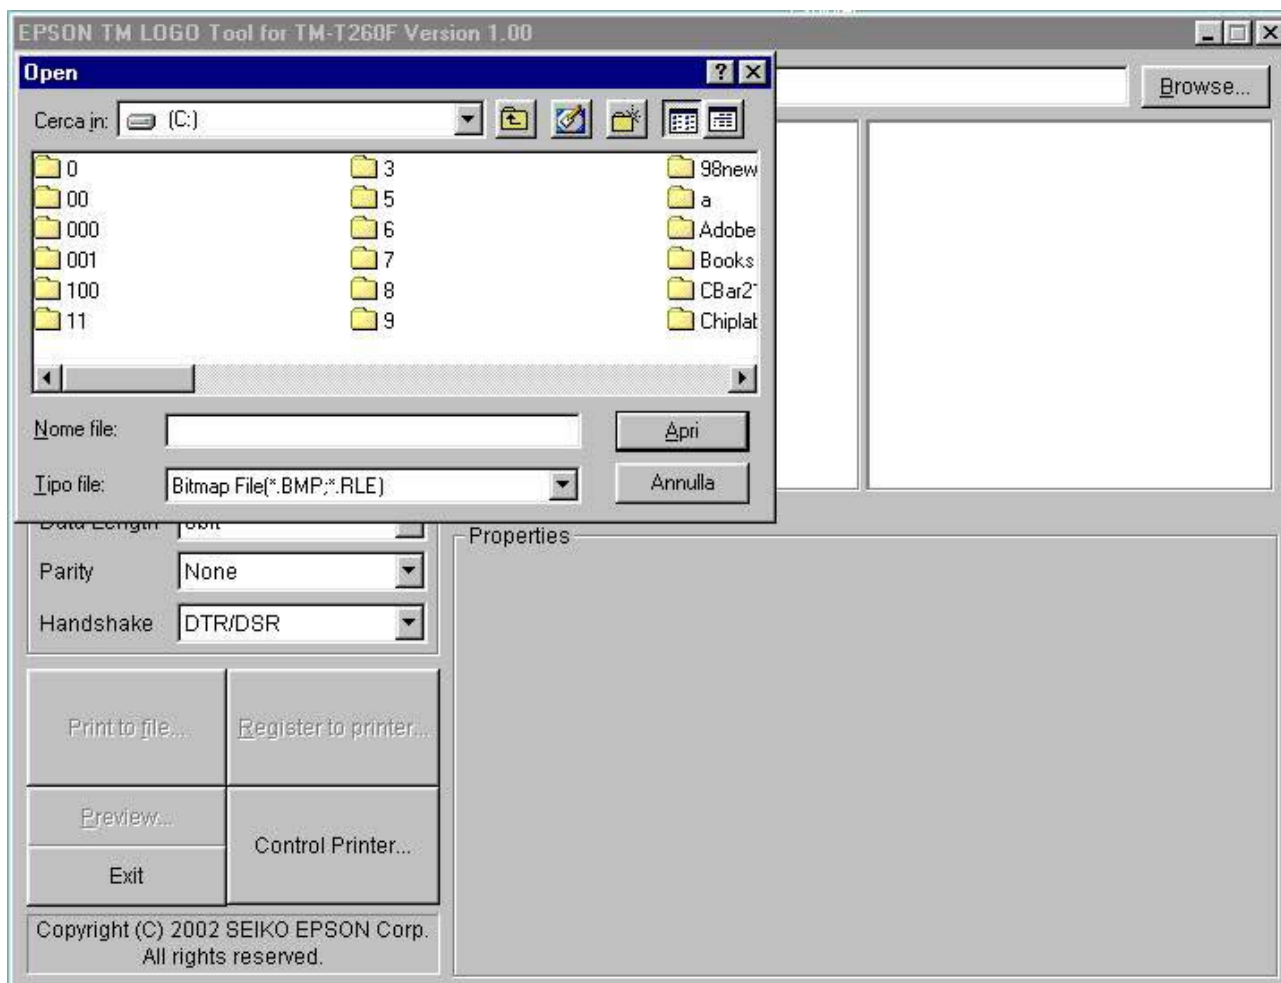 EPSON TM LOGO Tool for TM-T260F Version 1.00
Open
Browse...
Cerca in: (C:)
0 3 98new
00 5 a
000 6 Adobe
001 7 Books
100 8
11 9
Nome file: Apri
Tipo file: Bitmap File(*.BMP;*.RLE) Annulla
Data Length 8bit
Properties
Parity None
Handshake DTR/DSR
Print to file... Register to printer...
Preview...
Control Printer...
Exit
Copyright (C) 2002 SEIKO EPSON Corp.
All rights reserved.